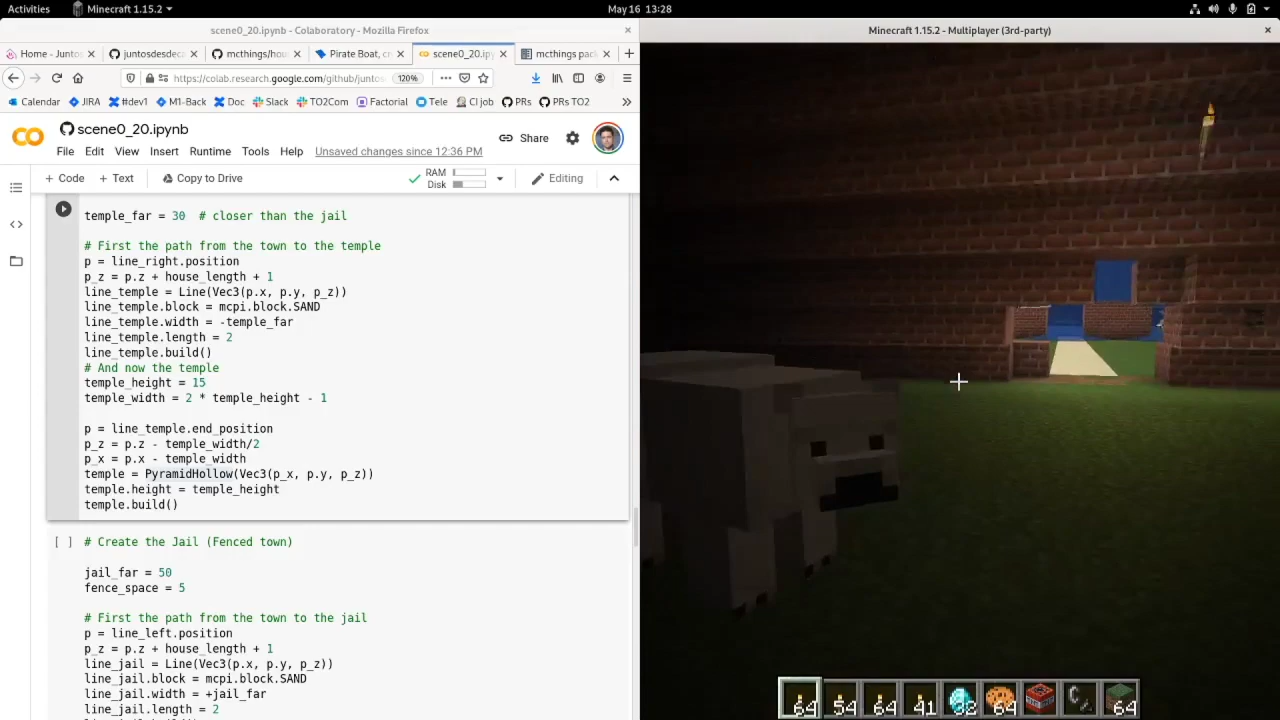 Activities
Minecraft 1.15.2
May 16 13:28
scene0_20.ipynb - Colaboratory - Mozilla Firefox
Minecraft 1.15.2 - Multiplayer (3rd-party)
Home - Juntos
juntosdesdec
mcthings/hou
Pirate Boat, c
scene0_20.ipy
mcthings pac
https://colab.research.google.com/github/juntos
120%
Calendar
JIRA
#dev1
M1-Back
Doc
Slack
TO2Com
Factorial
Tele
CI job
PRs
PRs TO2
CO
scene0_20.ipynb
Share
File Edit View Insert Runtime Tools Help Unsaved changes since 12:36 PM
+ Code + Text Copy to Drive
RAM
Disk
Editing
temple_far = 30  # closer than the jail
# First the path from the town to the temple
p = line_right.position
p_z = p.z + house_length + 1
line_temple = Line(Vec3(p.x, p.y, p_z))
line_temple.block = mcpi.block.SAND
line_temple.width = -temple_far
line_temple.length = 2
line_temple.build()
# And now the temple
temple_height = 15
temple_width = 2 * temple_height - 1
p = line_temple.end_position
p_z = p.z - temple_width/2
p_x = p.x - temple_width
temple = PyramidHollow(Vec3(p_x, p.y, p_z))
temple.height = temple_height
temple.build()
[ ] # Create the Jail (Fenced town)
jail_far = 50
fence_space = 5
# First the path from the town to the jail
p = line_left.position
p_z = p.z + house_length + 1
line_jail = Line(Vec3(p.x, p.y, p_z))
line_jail.block = mcpi.block.SAND
line_jail.width = +jail_far
line_jail.length = 2
64
54
64
41
64
64